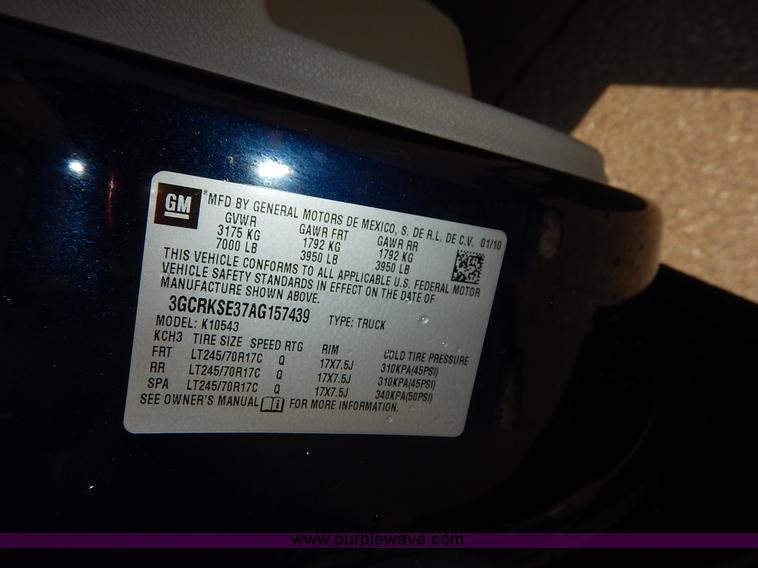 GM
®MFD BY GENERAL MOTORS DE MEXICO, S. DE R.L. DE C.V. 01/10
GVWR GAWR FRT GAWR RR
3175 KG 1792 KG 1792 KG
7000 LB 3950 LB 3950 LB
THIS VEHICLE CONFORMS TO ALL APPLICABLE U.S. FEDERAL MOTOR
VEHICLE SAFETY STANDARDS IN EFFECT ON THE DATE OF
MANUFACTURE SHOWN ABOVE.
3GCRKSE37AG157439 TYPE: TRUCK
MODEL: K10543
KCH3 TIRE SIZE SPEED RTG RIM COLD TIRE PRESSURE
FRT LT245/70R17C Q 17X7.5J 310KPA(45PSI)
RR LT245/70R17C Q 17X7.5J 310KPA(45PSI)
SPA LT245/70R17C Q 17X7.5J 340KPA(50PSI)
SEE OWNER'S MANUAL FOR MORE INFORMATION.
www.purplewave.com